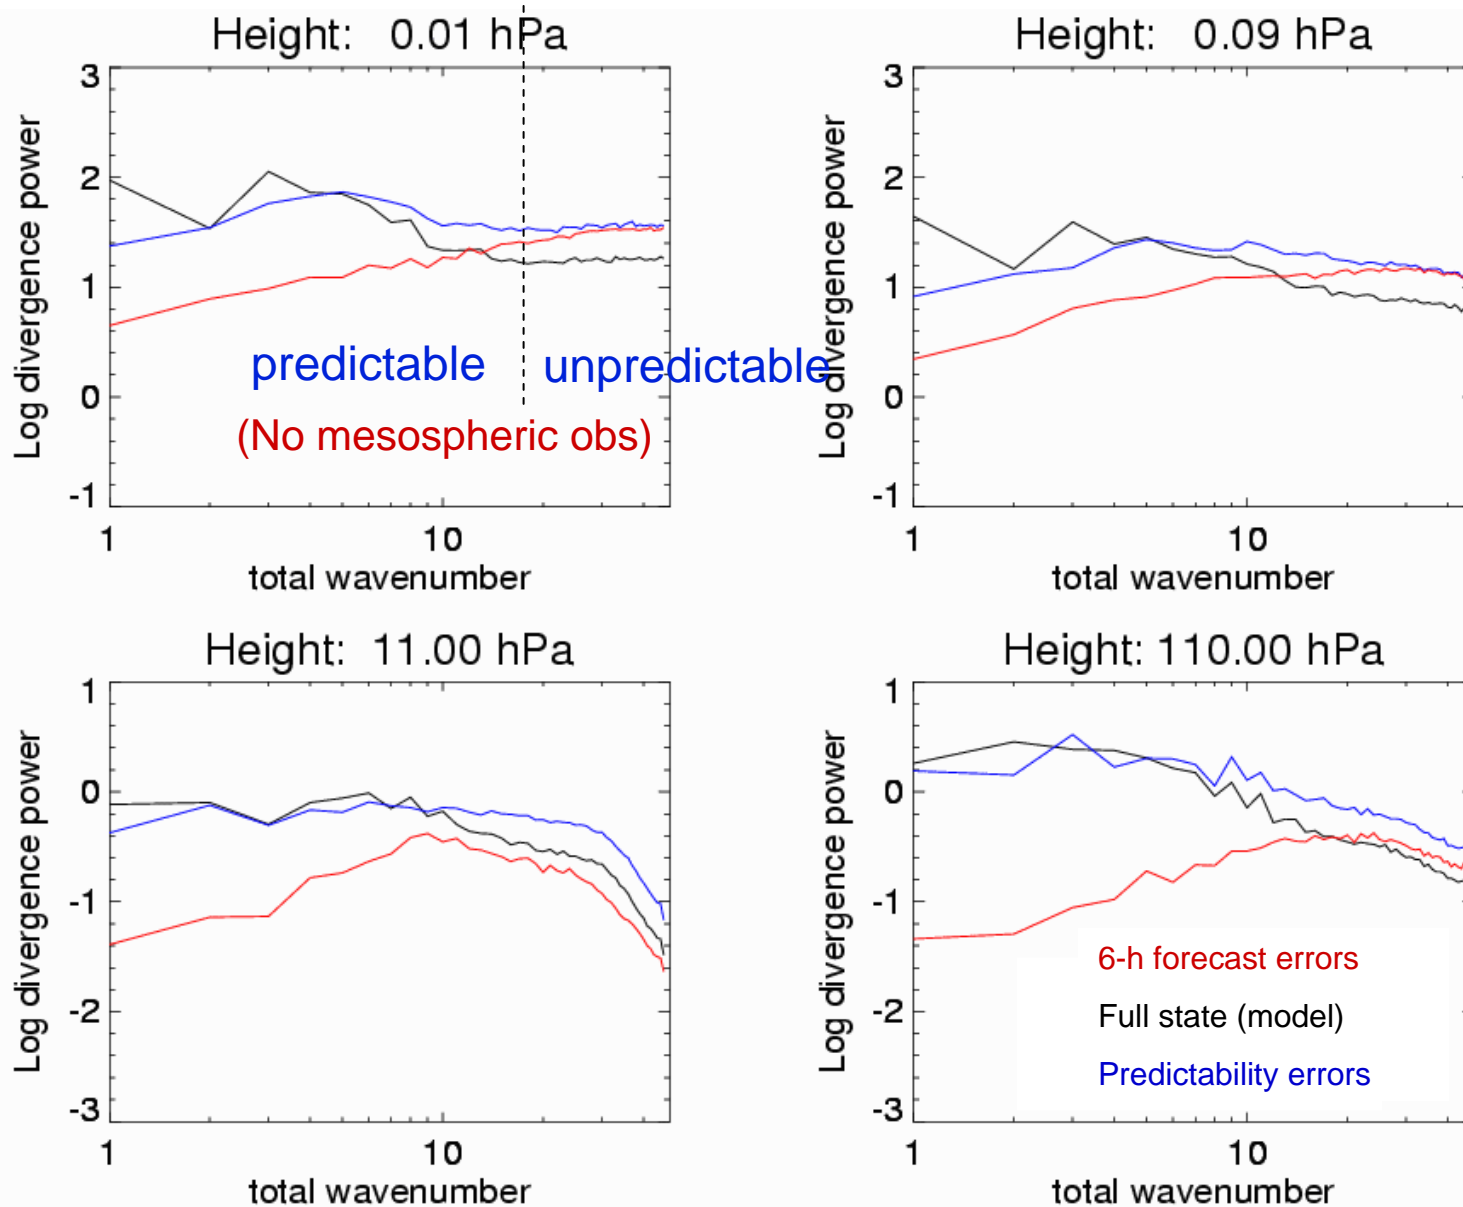 Height: 0.01 hPa
3
2
1
0
-1
Log divergence power
predictable unpredictable
(No mesospheric obs)
1 10
total wavenumber
Height: 0.09 hPa
3
2
1
0
-1
Log divergence power
1 10
total wavenumber
Height: 11.00 hPa
1
0
-1
-2
-3
Log divergence power
1 10
total wavenumber
Height: 110.00 hPa
1
0
-1
-2
-3
Log divergence power
6-h forecast errors
Full state (model)
Predictability errors
1 10
total wavenumber